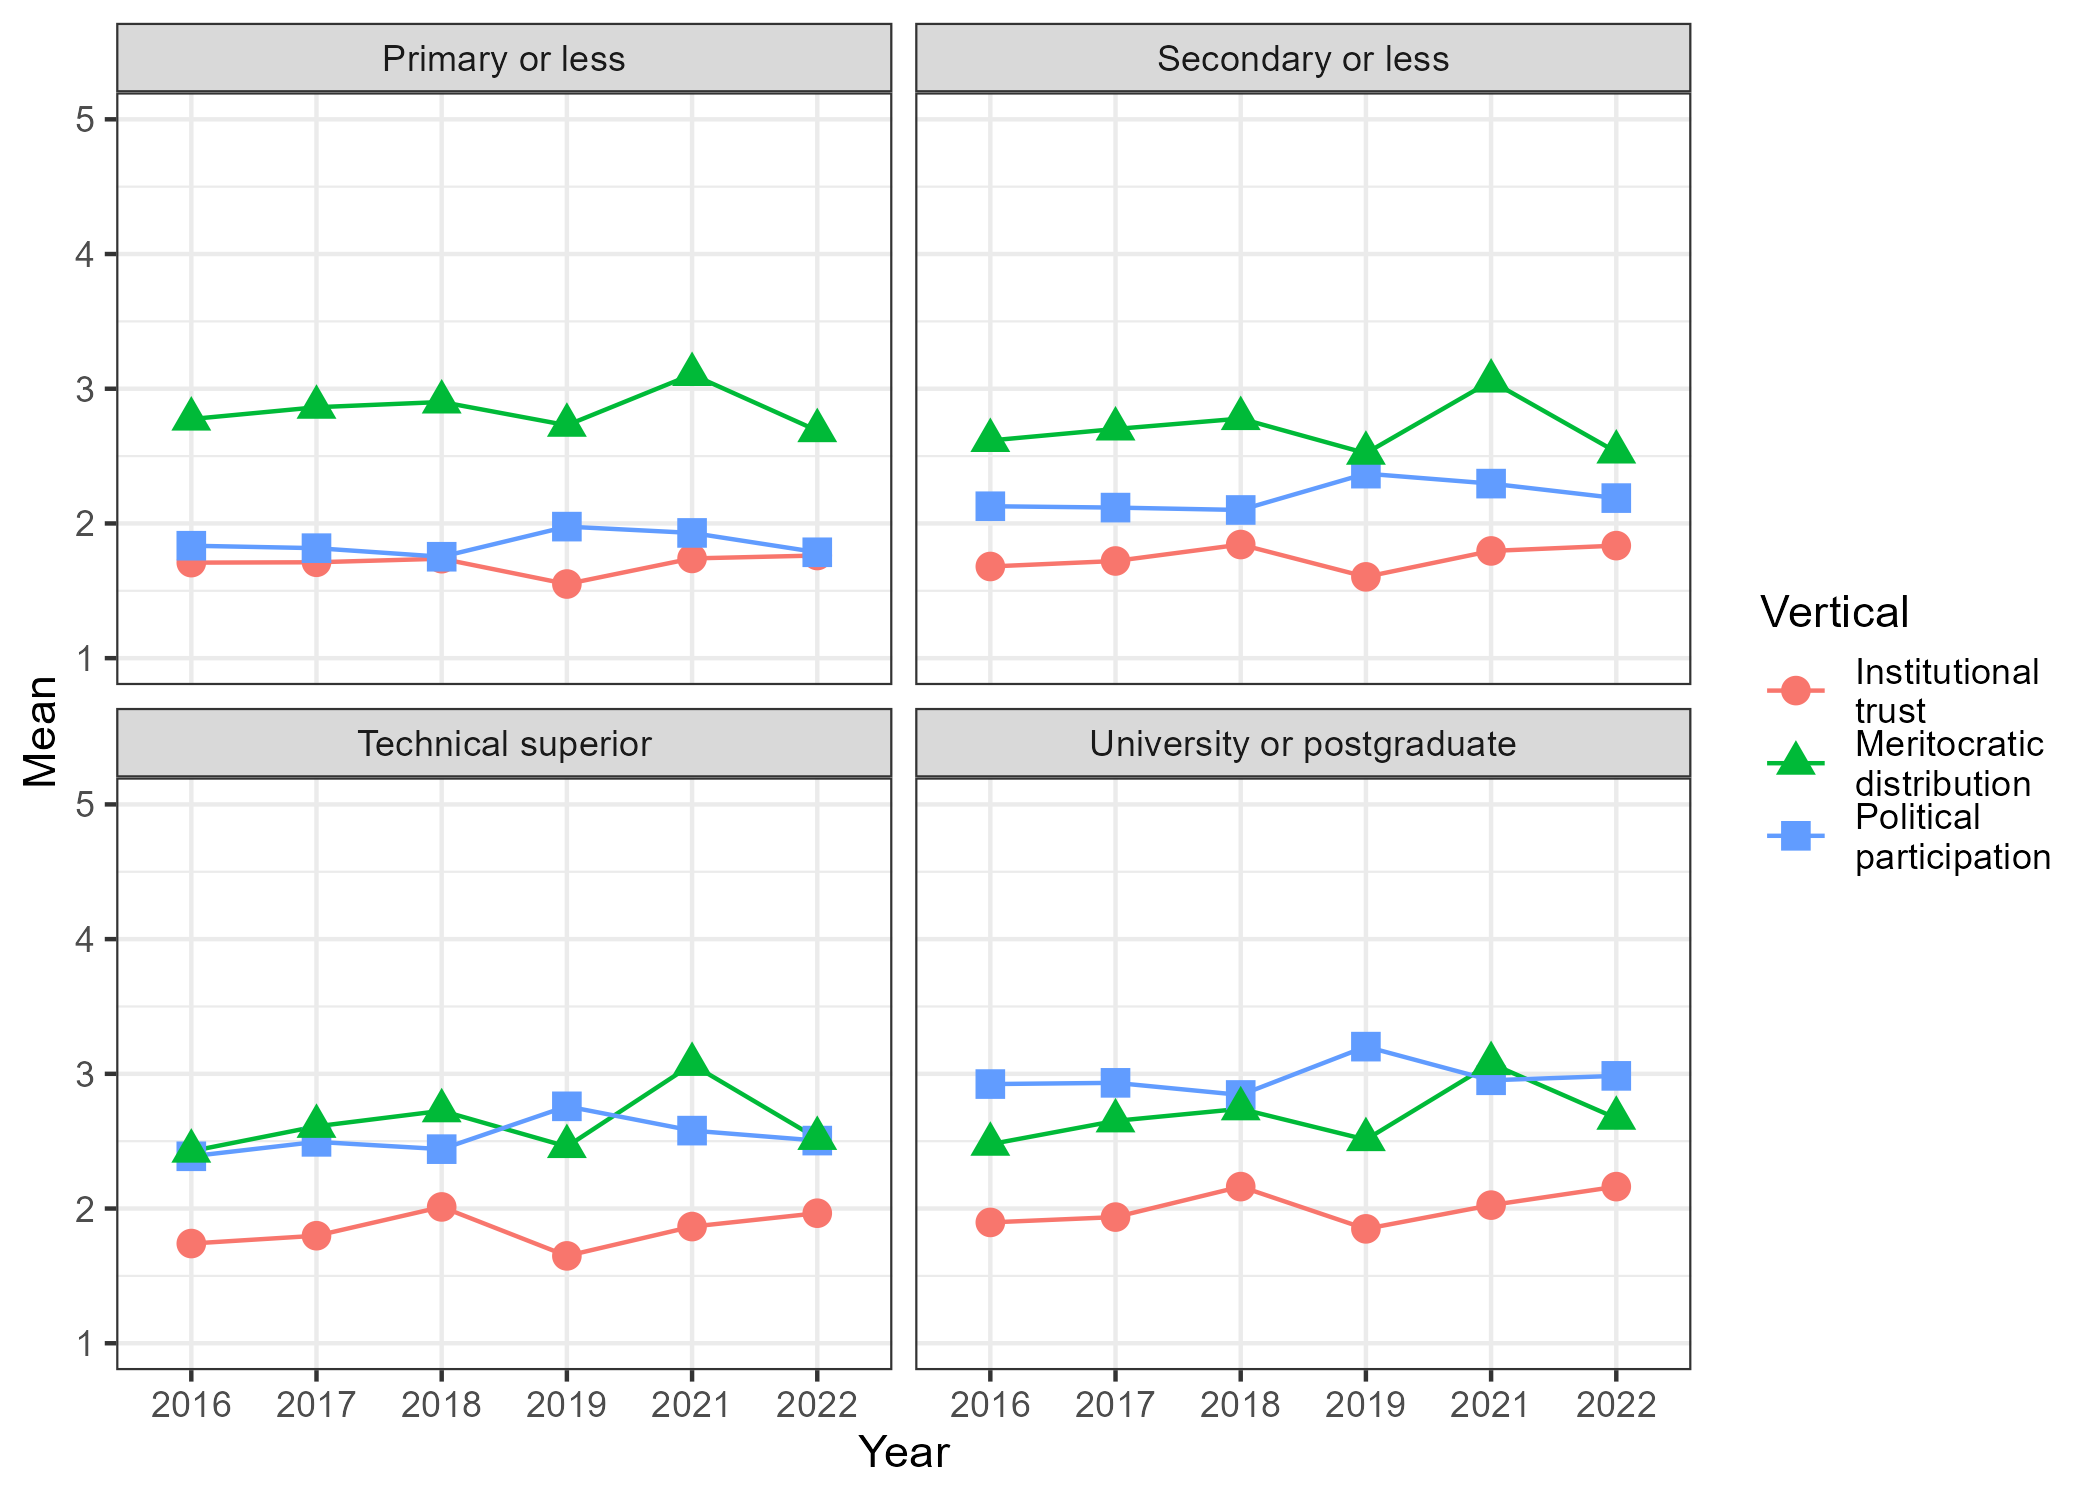 Primary or less
Secondary or less
5
4
3
2
1
Technical superior
University or postgraduate
5
4
3
2
1
2016 2017 2018 2019 2021 2022
2016 2017 2018 2019 2021 2022
Year
Mean
Vertical
Institutional
trust
Meritocratic
distribution
Political
participation